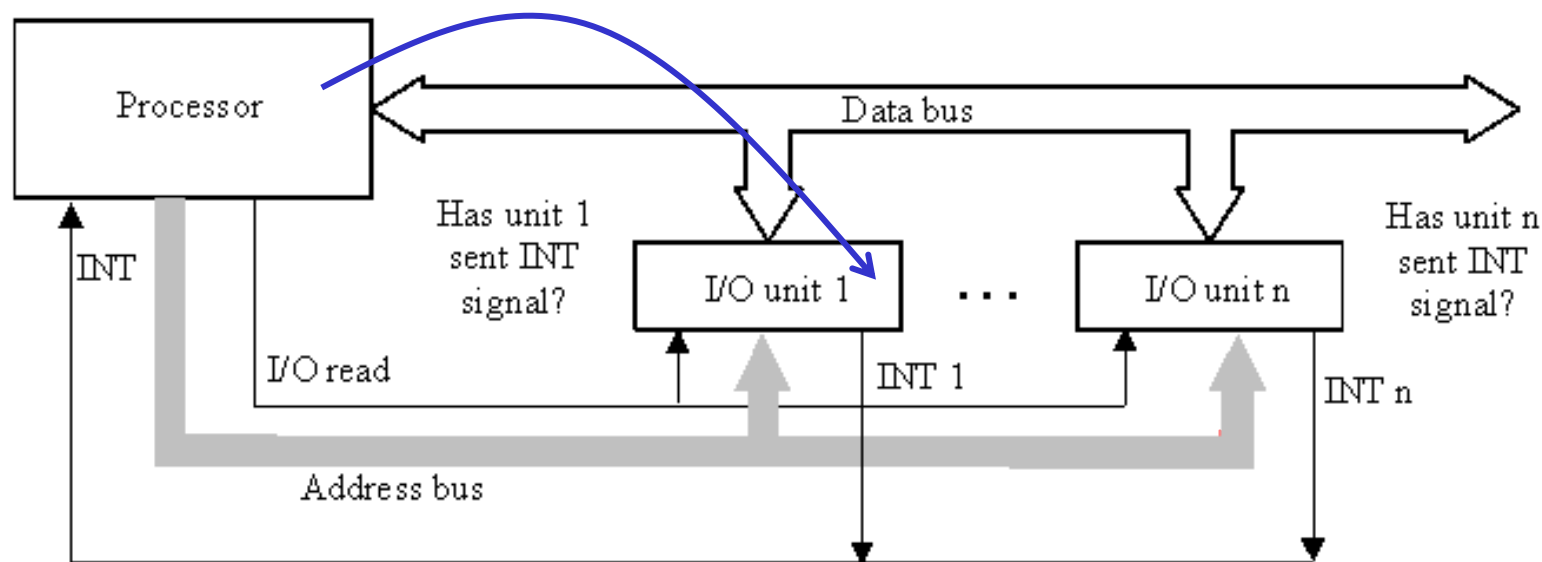 Processor
Data bus
Has unit 1
sent INT
signal?
Has unit n
sent INT
signal?
INT
I/O unit 1
. . .
I/O unit n
I/O read
INT 1
INT n
Address bus